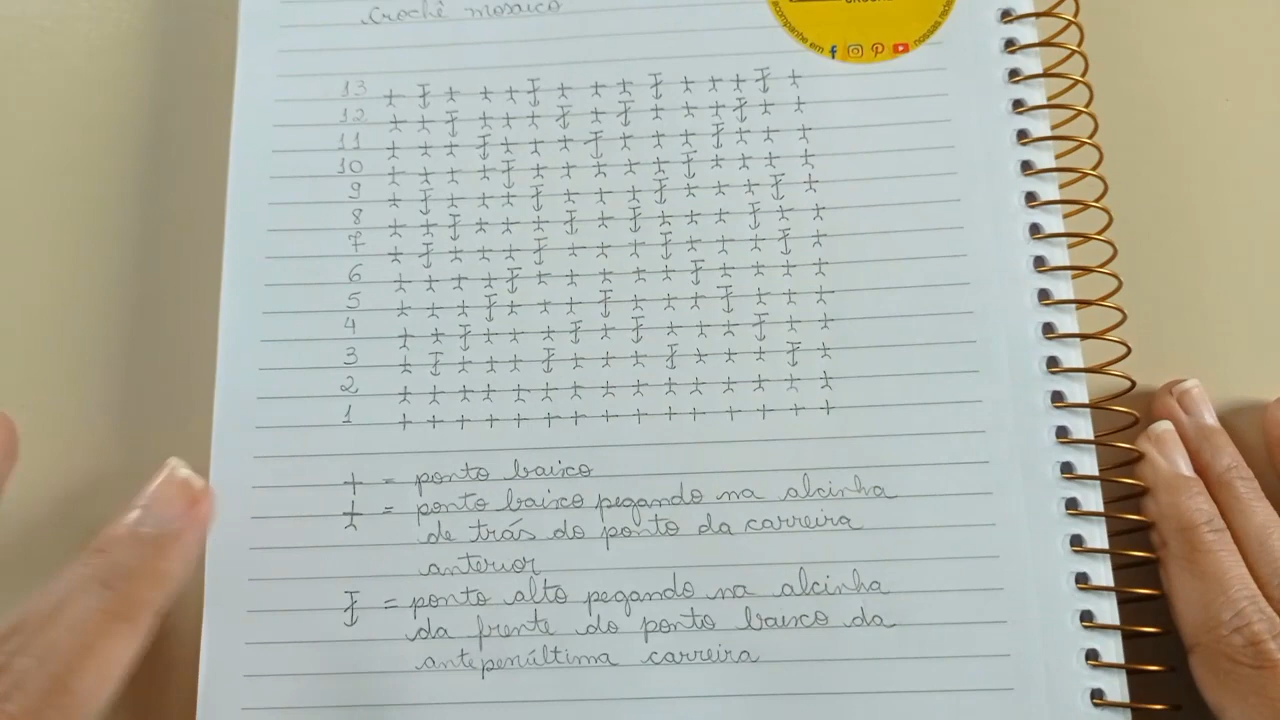 Crochê mosaico
acompanhe em nossas redes
13
12
11
10
9
8
7
6
5
4
3
2
1
= ponto baixo
= ponto baixo pegando na alcinha
de trás do ponto da carreira
anterior
= ponto alto pegando na alcinha
da frente do ponto baixo da
antepenúltima carreira